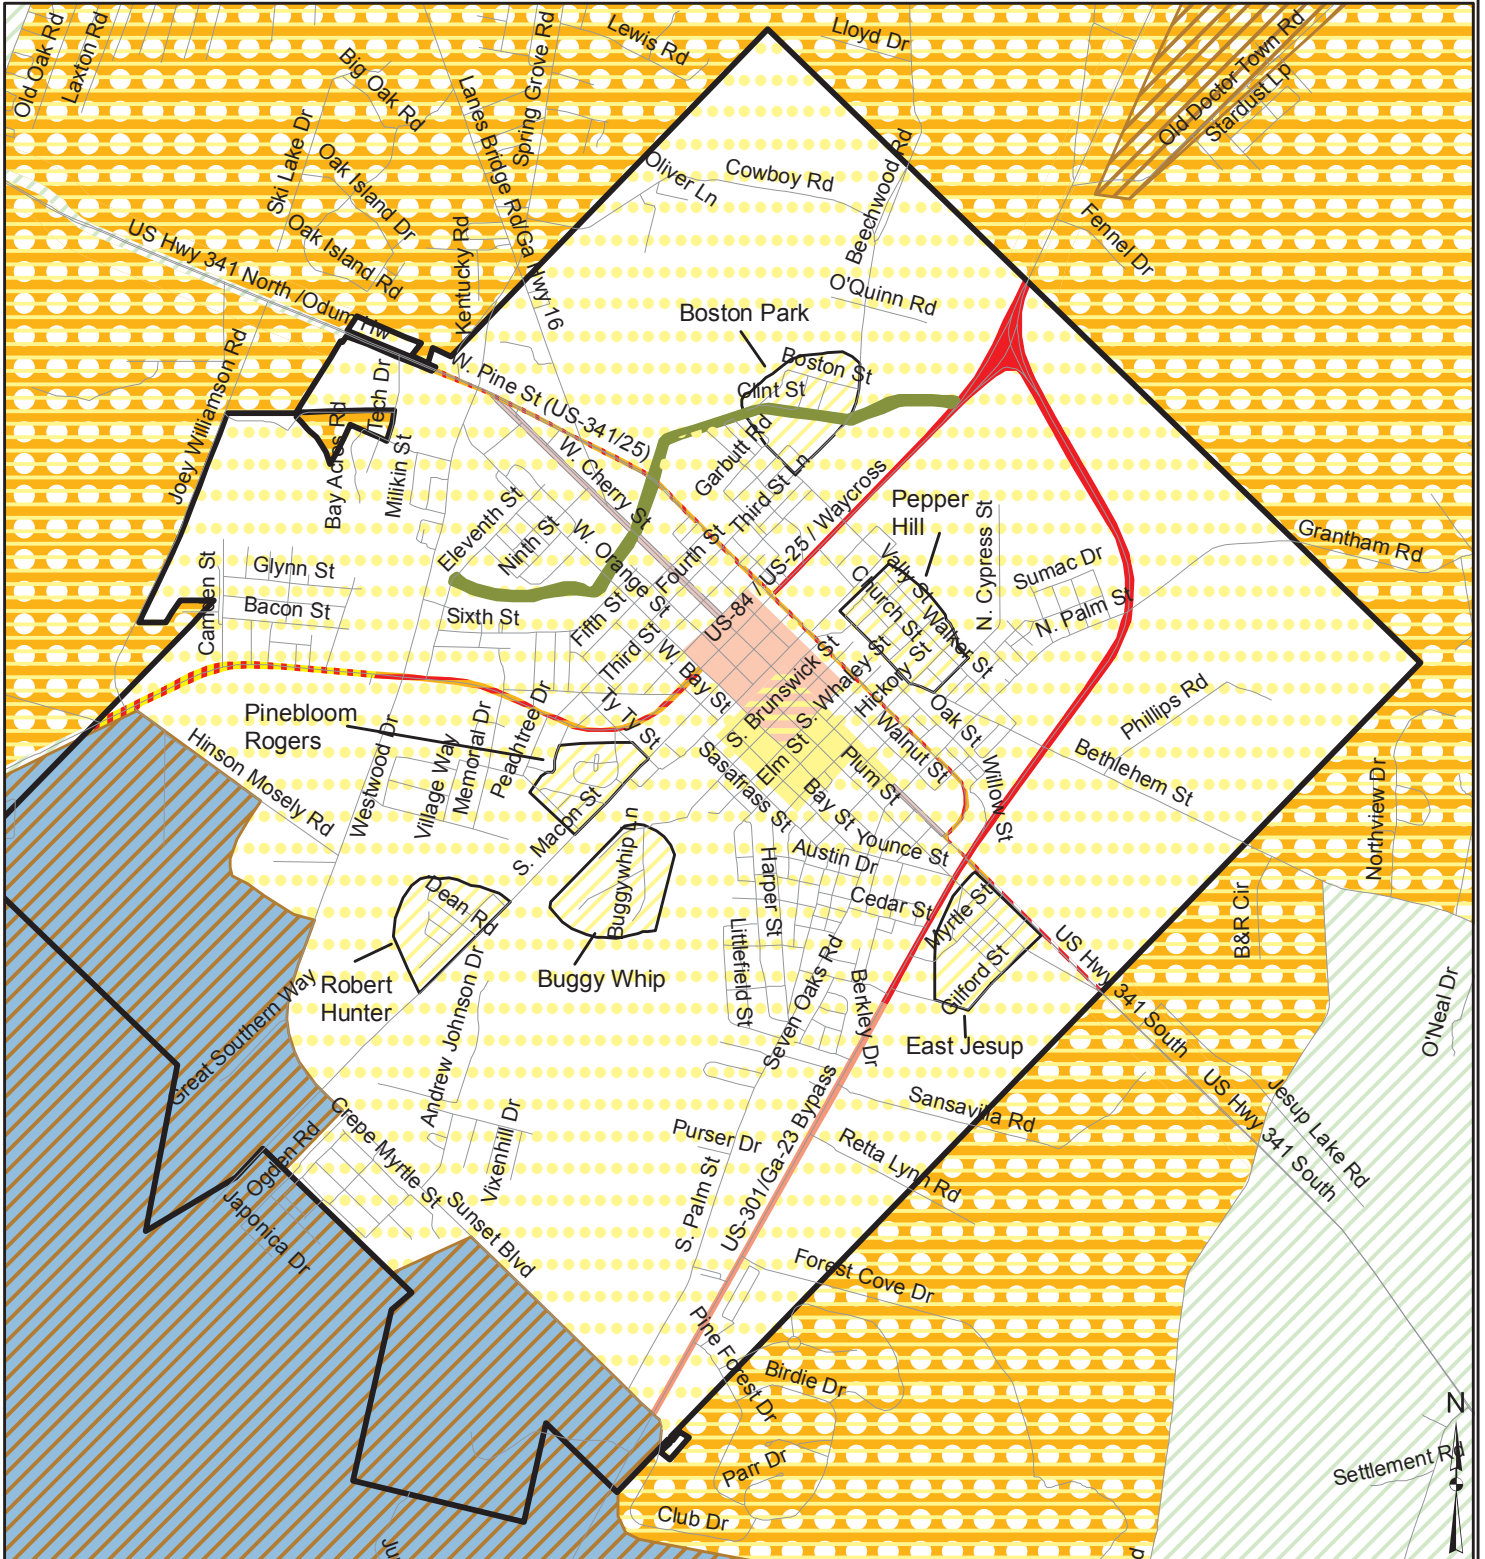 Old Oak Rd
Laxton Rd
Big Oak Rd
Lanes Bridge Rd/Ga Hwy 16
Spring Grove Rd
Lewis Rd
Lloyd Dr
Old Doctor Town Rd
Stardust Lp
Ski Lake Dr
Oak Island Dr
Oak Island Rd
Kentucky Rd
Oliver Ln
Cowboy Rd
Beechwood Rd
Fennel Dr
US Hwy 341 North /Odum Hw
O'Quinn Rd
Boston Park
Joey Williamson Rd
Tech Dr
W. Pine St (US-341/25)
Boston St
Clint St
Bay Acres Rd
Milikin St
W. Cherry St
Garbutt Rd
Third St Ln
US-84 / US-25 / Waycross
Pepper
Hill
N. Cypress St
Grantham Rd
Eleventh St
Ninth St
W. Orange St
Fourth St
Vally St
Church St
Walker St
Sumac Dr
N. Palm St
Camden St
Glynn St
Bacon St
Sixth St
Fifth St
Third St
W. Bay St
Ty Ty St
S. Brunswick St
S. Whaley St
Hickory St
Oak St
Walnut St
Willow St
Phillips Rd
Bethlehem St
Northview Dr
Pinebloom
Rogers
Hinson Mosely Rd
Westwood Dr
Village Way
Memorial Dr
Peachtree Dr
S. Macon St
Sasafrass St
Elm St
Plum St
Bay St
Younce St
Austin Dr
Cedar St
Harper St
Littlefield St
Buggywhip Ln
Buggy Whip
Dean Rd
Robert
Hunter
Myrtle St
Gilford St
East Jesup
B&R Cir
O'Neal Dr
US Hwy 341 South
US Hwy 341 South
Jesup Lake Rd
Great Southern Way
Andrew Johnson Dr
Seven Oaks Rd
Berkley Dr
Sansavilla Rd
Retta Lynn Rd
US-301/Ga-23 Bypass
Purser Dr
S. Palm St
Vixenhill Dr
Crepe Myrtle St
Sunset Blvd
Ogden Rd
Japonica Dr
Forest Cove Dr
Pine Forest Dr
Birdie Dr
Parr Dr
Club Dr
Settlement Rd
N